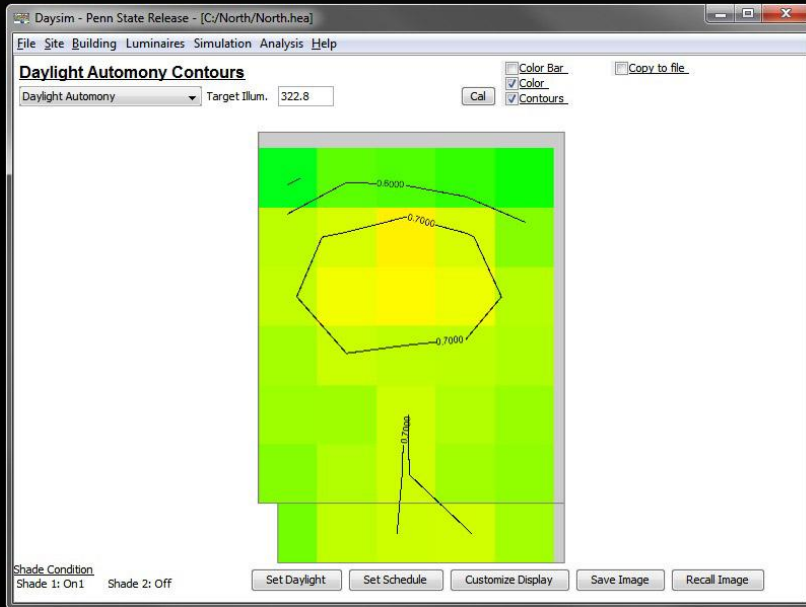 Daysim - Penn State Release - [C:/North/North.hea]
File Site Building Luminaires Simulation Analysis Help
Daylight Automony Contours
Color Bar
Copy to file
Color
Contours
Daylight Automony
Target Illum.
322.8
Cal
0.6000
0.7000
0.7000
0.7000
Shade Condition
Shade 1: On1 Shade 2: Off
Set Daylight
Set Schedule
Customize Display
Save Image
Recall Image